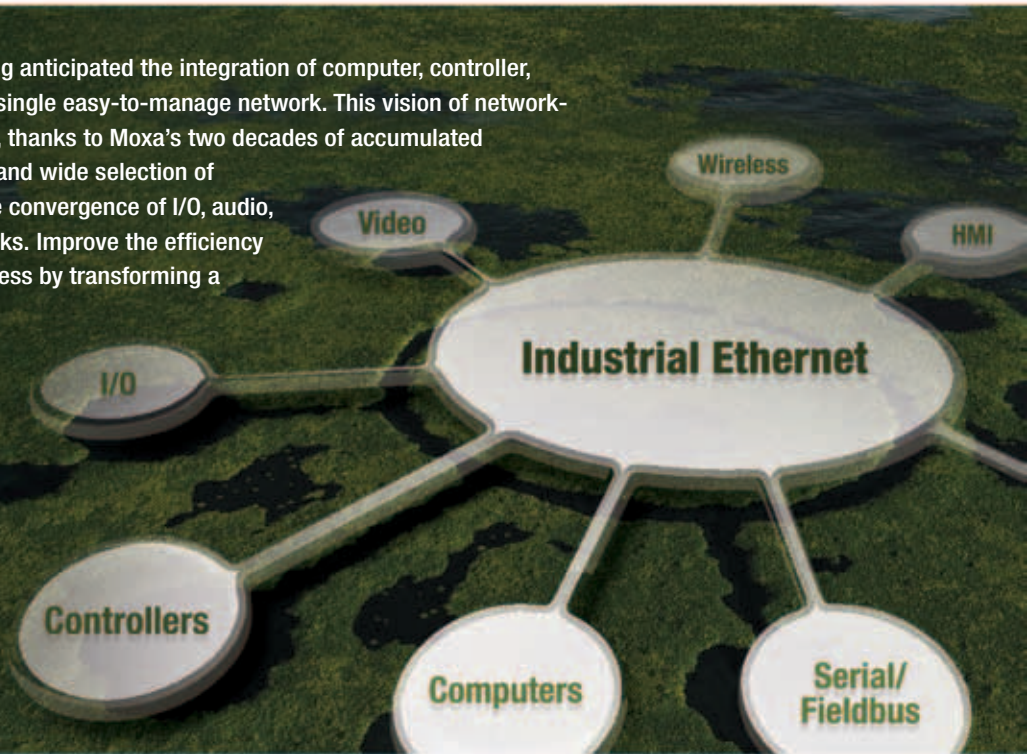 g anticipated the integration of computer, controller,
single easy-to-manage network. This vision of network-
, thanks to Moxa's two decades of accumulated
and wide selection of
e convergence of I/O, audio,
ks. Improve the efficiency
ess by transforming a
Wireless
Video
HMI
Industrial Ethernet
I/O
Controllers
Computers
Serial/
Fieldbus